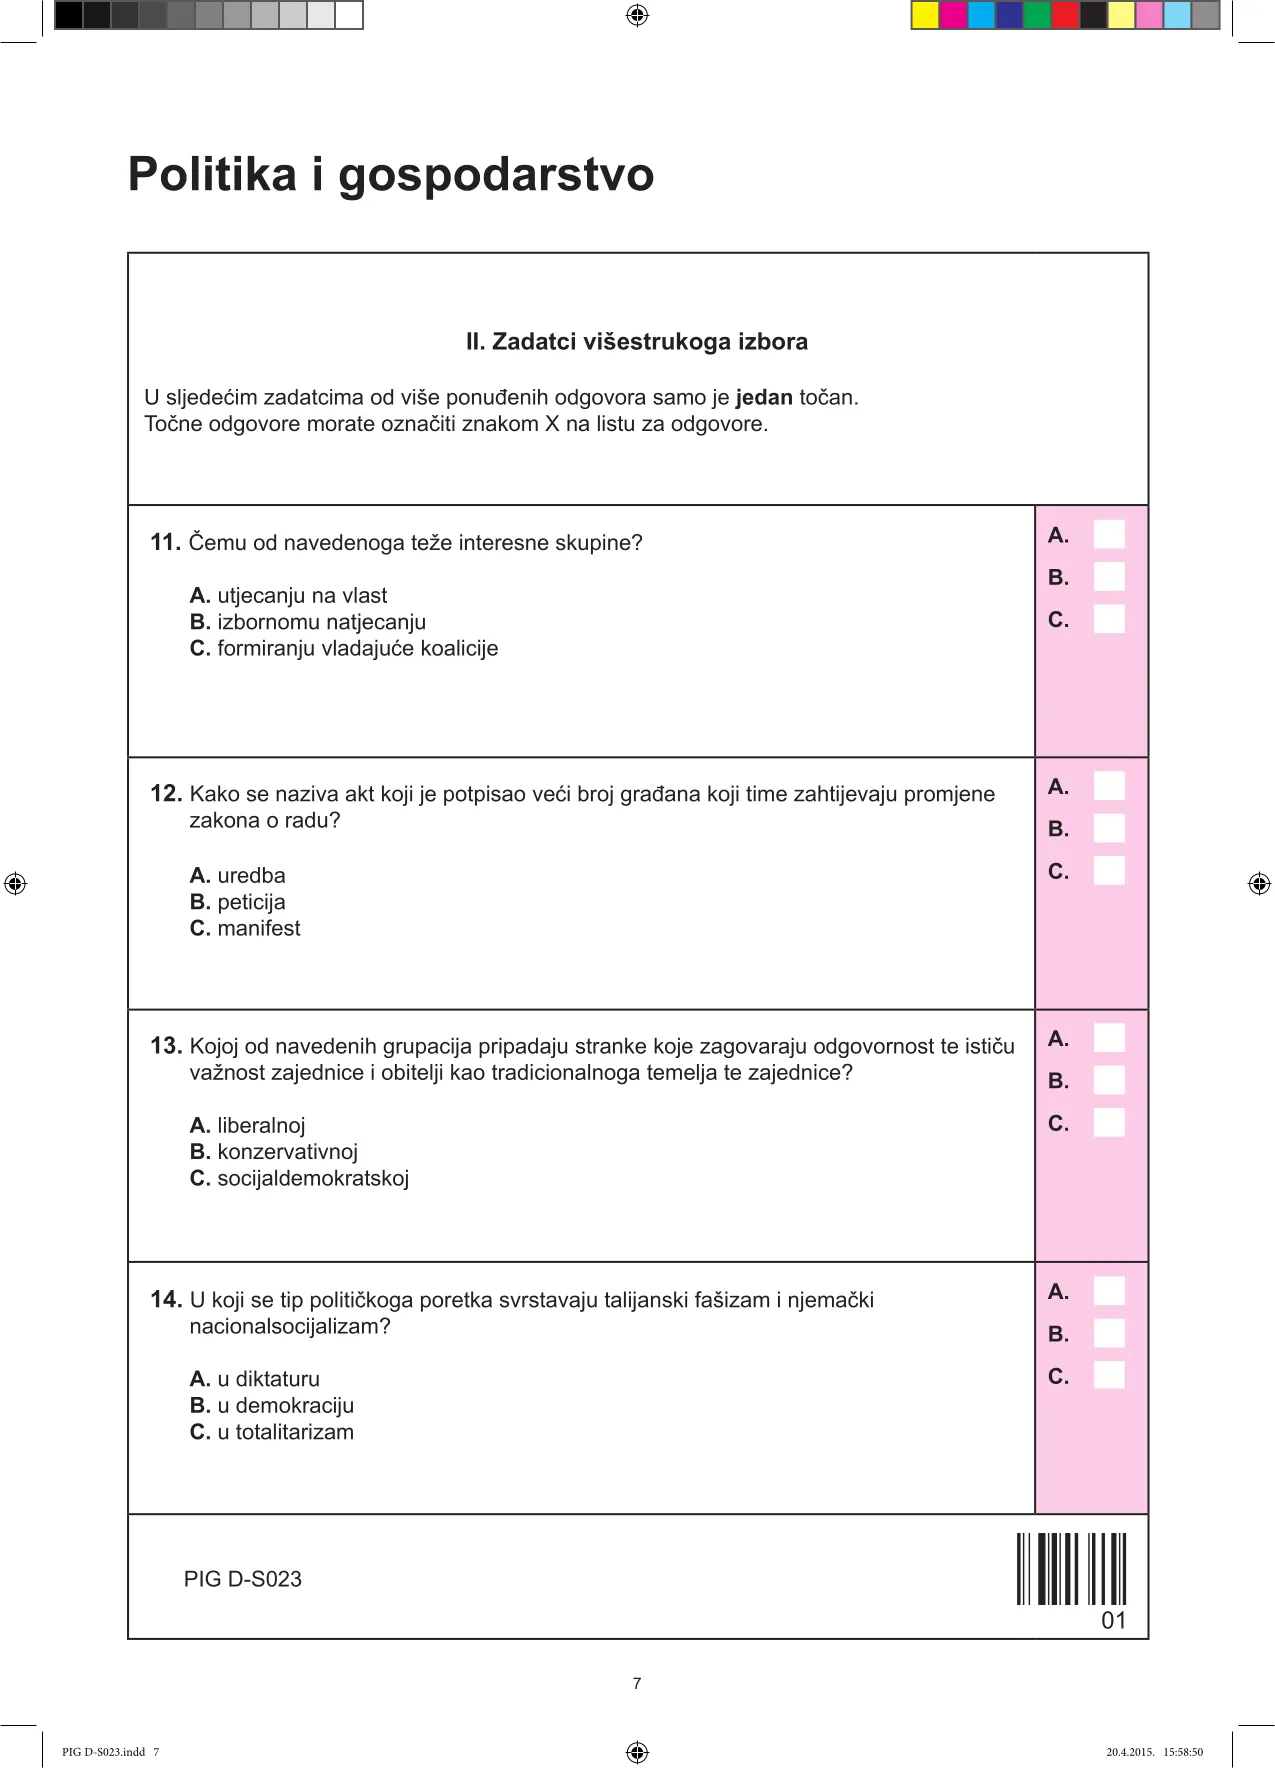 Politika i gospodarstvo
II. Zadatci višestrukoga izbora
U sljedećim zadatcima od više ponuđenih odgovora samo je jedan točan.
Točne odgovore morate označiti znakom X na listu za odgovore.
11. Čemu od navedenoga teže interesne skupine?
A. utjecanju na vlast
B. izbornomu natjecanju
C. formiranju vladajuće koalicije
A.
B.
C.
12. Kako se naziva akt koji je potpisao veći broj građana koji time zahtijevaju promjene
zakona o radu?
A. uredba
B. peticija
C. manifest
A.
B.
C.
13. Kojoj od navedenih grupacija pripadaju stranke koje zagovaraju odgovornost te ističu
važnost zajednice i obitelji kao tradicionalnoga temelja te zajednice?
A. liberalnoj
B. konzervativnoj
C. socijaldemokratskoj
A.
B.
C.
14. U koji se tip političkoga poretka svrstavaju talijanski fašizam i njemački
nacionalsocijalizam?
A. u diktaturu
B. u demokraciju
C. u totalitarizam
A.
B.
C.
PIG D-S023
01
7
PIG D-S023.indd 7
20.4.2015. 15:58:50